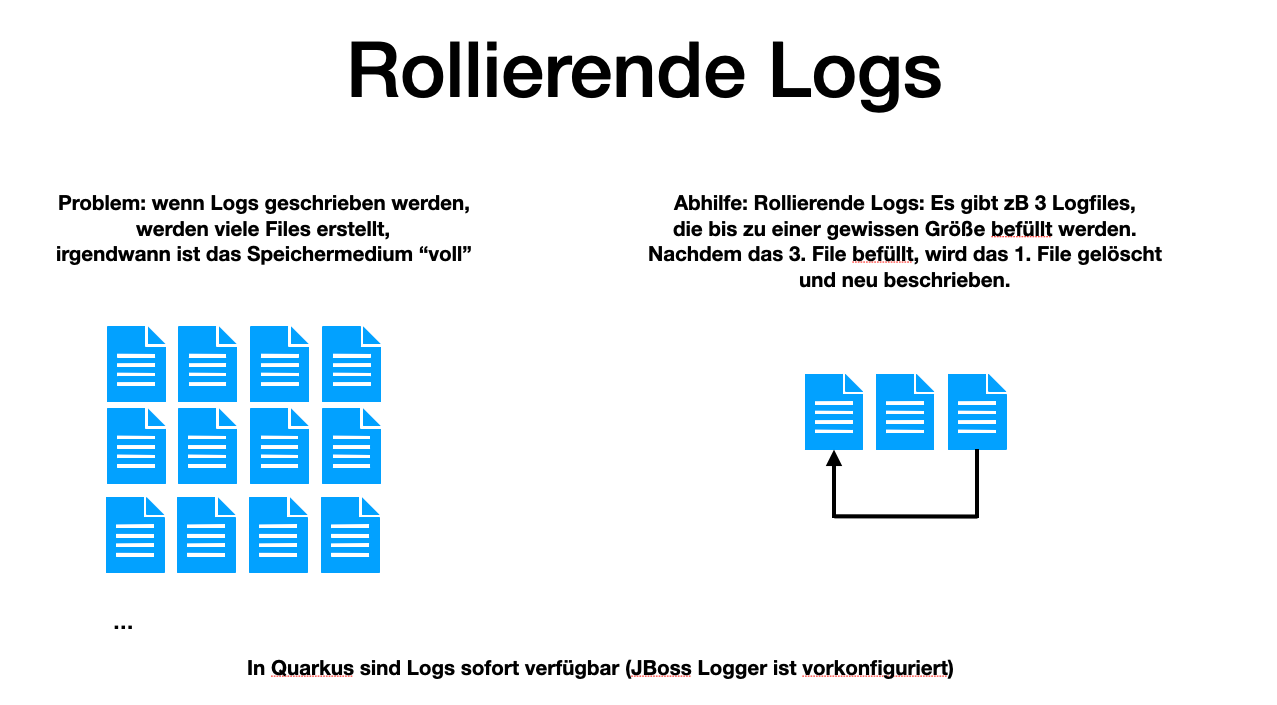 Rollierende Logs
Problem: wenn Logs geschrieben werden,
werden viele Files erstellt,
irgendwann ist das Speichermedium “voll”
Abhilfe: Rollierende Logs: Es gibt zB 3 Logfiles,
die bis zu einer gewissen Größe befüllt werden.
Nachdem das 3. File befüllt, wird das 1. File gelöscht
und neu beschrieben.
...
In Quarkus sind Logs sofort verfügbar (JBoss Logger ist vorkonfiguriert)